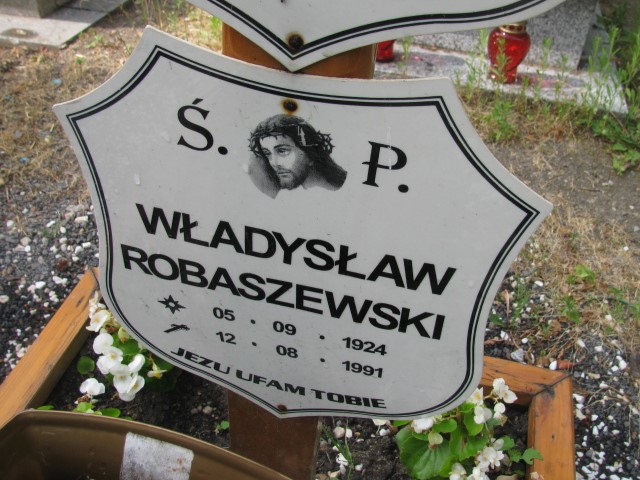 Ś. P.
WŁADYSŁAW
ROBASZEWSKI
05 · 09 · 1924
12 · 08 · 1991
JEZU UFAM TOBIE